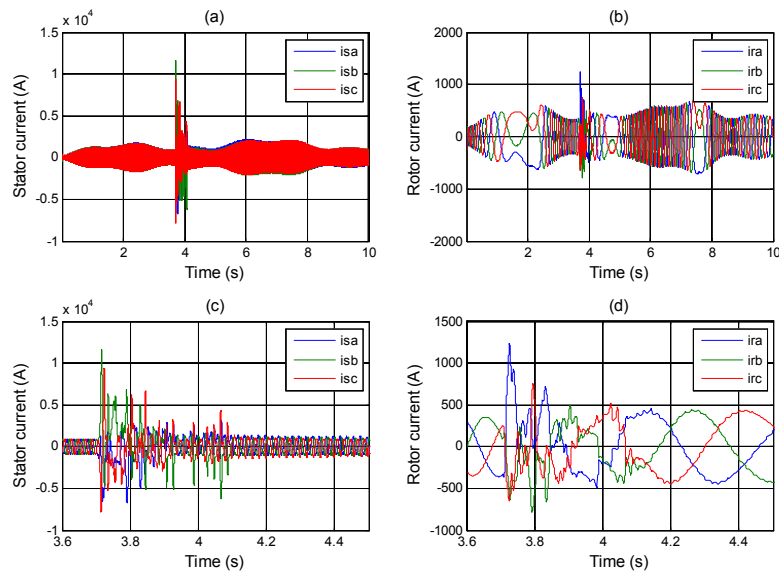 (a)
x 10⁴
1.5
1
0.5
0
-0.5
-1
0
2
4
6
8
10
Stator current (A)
Time (s)
isa
isb
isc
(b)
2000
1000
0
-1000
-2000
0
2
4
6
8
10
Rotor current (A)
Time (s)
ira
irb
irc
(c)
x 10⁴
1.5
1
0.5
0
-0.5
-1
3.6
3.8
4
4.2
4.4
Stator current (A)
Time (s)
isa
isb
isc
(d)
1500
1000
500
0
-500
-1000
3.6
3.8
4
4.2
4.4
Rotor current (A)
Time (s)
ira
irb
irc